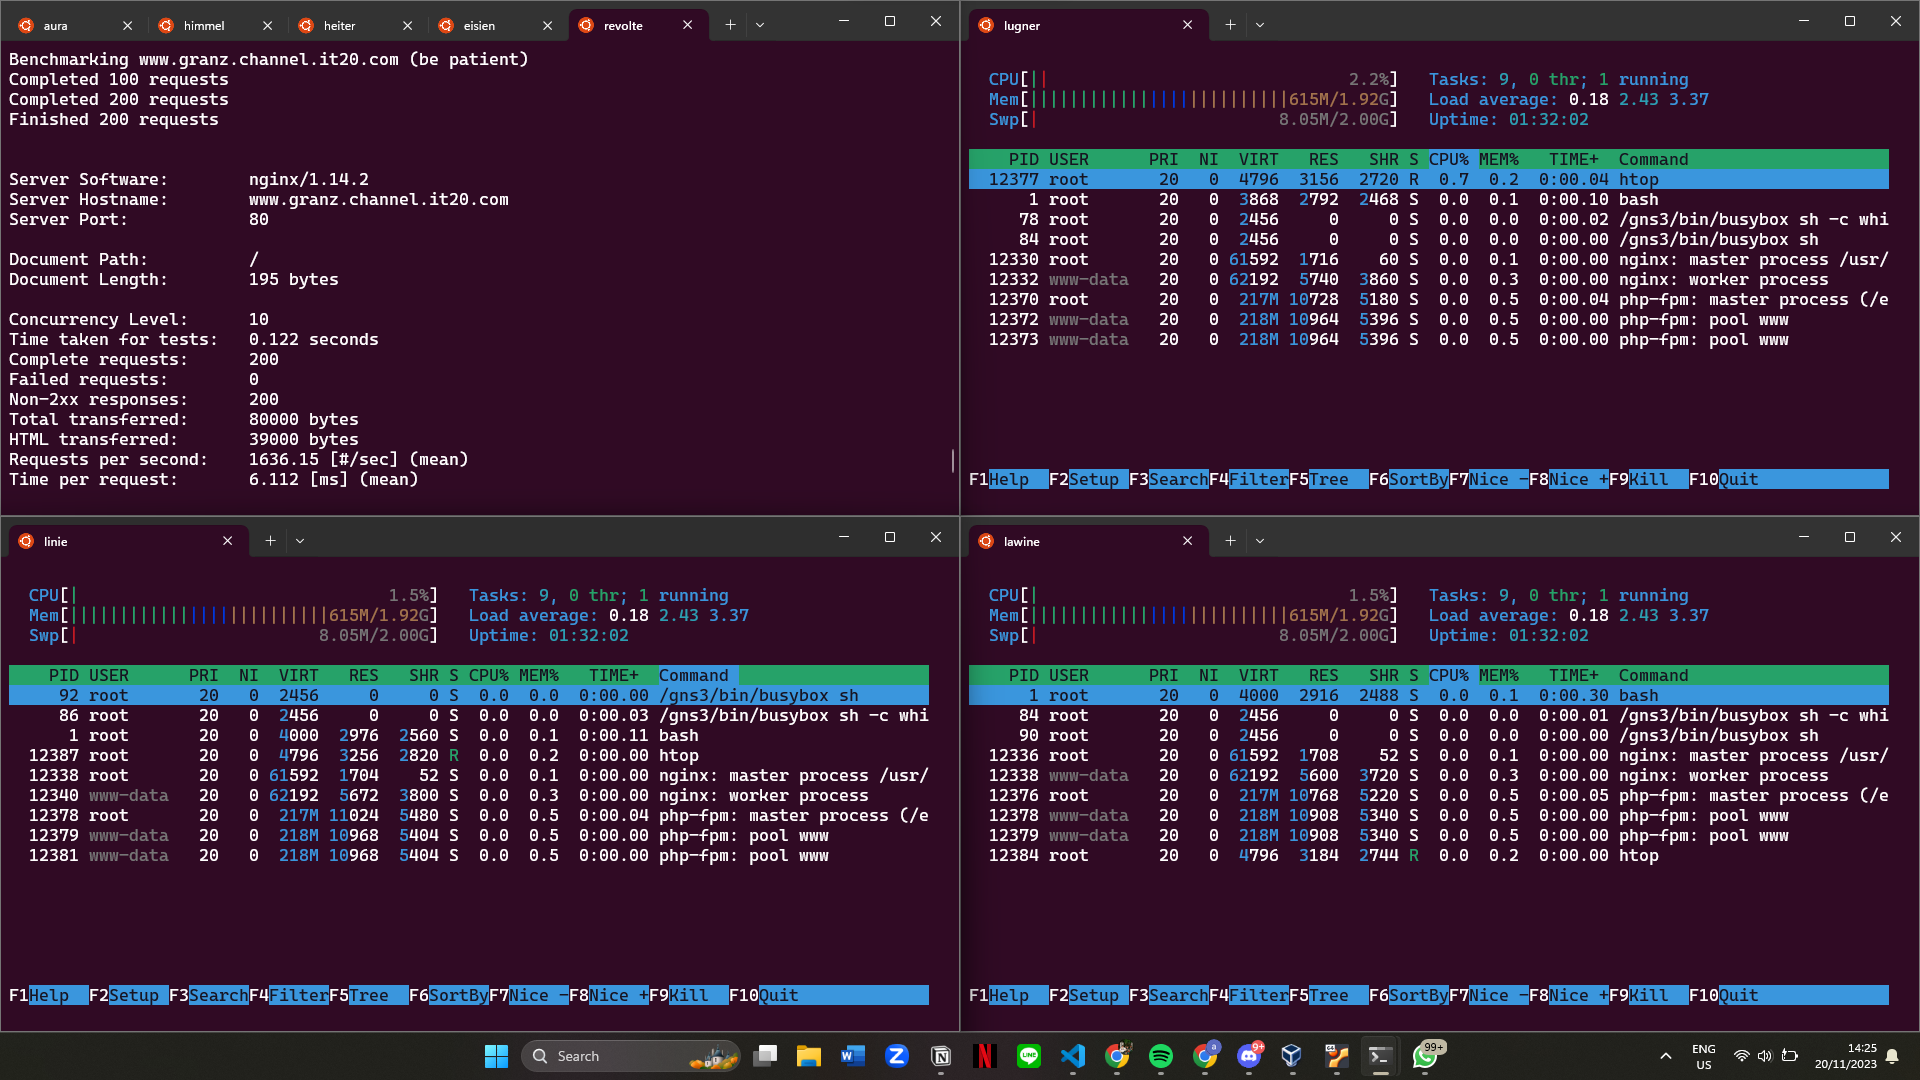 aura
himmel
heiter
eisien
revolte
Benchmarking www.granz.channel.it20.com (be patient)
Completed 100 requests
Completed 200 requests
Finished 200 requests
Server Software: nginx/1.14.2
Server Hostname: www.granz.channel.it20.com
Server Port: 80
Document Path: /
Document Length: 195 bytes
Concurrency Level: 10
Time taken for tests: 0.122 seconds
Complete requests: 200
Failed requests: 0
Non-2xx responses: 200
Total transferred: 80000 bytes
HTML transferred: 39000 bytes
Requests per second: 1636.15 [#/sec] (mean)
Time per request: 6.112 [ms] (mean)
lugner
CPU[|| 2.2%] Tasks: 9, 0 thr; 1 running
Mem[||||||||||||||||||||||||||615M/1.92G] Load average: 0.18 2.43 3.37
Swp[| 8.05M/2.00G] Uptime: 01:32:02
PID USER PRI NI VIRT RES SHR S CPU% MEM% TIME+ Command
12377 root 20 0 4796 3156 2720 R 0.7 0.2 0:00.04 htop
1 root 20 0 3868 2792 2468 S 0.0 0.1 0:00.10 bash
78 root 20 0 2456 0 0 S 0.0 0.0 0:00.02 /gns3/bin/busybox sh -c whi
84 root 20 0 2456 0 0 S 0.0 0.0 0:00.00 /gns3/bin/busybox sh
12330 root 20 0 61592 1716 60 S 0.0 0.1 0:00.00 nginx: master process /usr/
12332 www-data 20 0 62192 5740 3860 S 0.0 0.3 0:00.00 nginx: worker process
12370 root 20 0 217M 10728 5180 S 0.0 0.5 0:00.04 php-fpm: master process (/e
12372 www-data 20 0 218M 10964 5396 S 0.0 0.5 0:00.00 php-fpm: pool www
12373 www-data 20 0 218M 10964 5396 S 0.0 0.5 0:00.00 php-fpm: pool www
F1Help F2Setup F3SearchF4FilterF5Tree F6SortByF7Nice -F8Nice +F9Kill F10Quit
linie
CPU[| 1.5%] Tasks: 9, 0 thr; 1 running
Mem[||||||||||||||||||||||||||615M/1.92G] Load average: 0.18 2.43 3.37
Swp[| 8.05M/2.00G] Uptime: 01:32:02
PID USER PRI NI VIRT RES SHR S CPU% MEM% TIME+ Command
92 root 20 0 2456 0 0 S 0.0 0.0 0:00.00 /gns3/bin/busybox sh
86 root 20 0 2456 0 0 S 0.0 0.0 0:00.03 /gns3/bin/busybox sh -c whi
1 root 20 0 4000 2976 2560 S 0.0 0.1 0:00.11 bash
12387 root 20 0 4796 3256 2820 R 0.0 0.2 0:00.00 htop
12338 root 20 0 61592 1704 52 S 0.0 0.1 0:00.00 nginx: master process /usr/
12340 www-data 20 0 62192 5672 3800 S 0.0 0.3 0:00.00 nginx: worker process
12378 root 20 0 217M 11024 5480 S 0.0 0.5 0:00.04 php-fpm: master process (/e
12379 www-data 20 0 218M 10968 5404 S 0.0 0.5 0:00.00 php-fpm: pool www
12381 www-data 20 0 218M 10968 5404 S 0.0 0.5 0:00.00 php-fpm: pool www
F1Help F2Setup F3SearchF4FilterF5Tree F6SortByF7Nice -F8Nice +F9Kill F10Quit
lawine
CPU[| 1.5%] Tasks: 9, 0 thr; 1 running
Mem[||||||||||||||||||||||||||615M/1.92G] Load average: 0.18 2.43 3.37
Swp[| 8.05M/2.00G] Uptime: 01:32:02
PID USER PRI NI VIRT RES SHR S CPU% MEM% TIME+ Command
1 root 20 0 4000 2916 2488 S 0.0 0.1 0:00.30 bash
84 root 20 0 2456 0 0 S 0.0 0.0 0:00.01 /gns3/bin/busybox sh -c whi
90 root 20 0 2456 0 0 S 0.0 0.0 0:00.00 /gns3/bin/busybox sh
12336 root 20 0 61592 1708 52 S 0.0 0.1 0:00.00 nginx: master process /usr/
12338 www-data 20 0 62192 5600 3720 S 0.0 0.3 0:00.00 nginx: worker process
12376 root 20 0 217M 10768 5220 S 0.0 0.5 0:00.05 php-fpm: master process (/e
12378 www-data 20 0 218M 10908 5340 S 0.0 0.5 0:00.00 php-fpm: pool www
12379 www-data 20 0 218M 10908 5340 S 0.0 0.5 0:00.00 php-fpm: pool www
12384 root 20 0 4796 3184 2744 R 0.0 0.2 0:00.00 htop
F1Help F2Setup F3SearchF4FilterF5Tree F6SortByF7Nice -F8Nice +F9Kill F10Quit
Search
9+
99+
ENG
US
14:25
20/11/2023